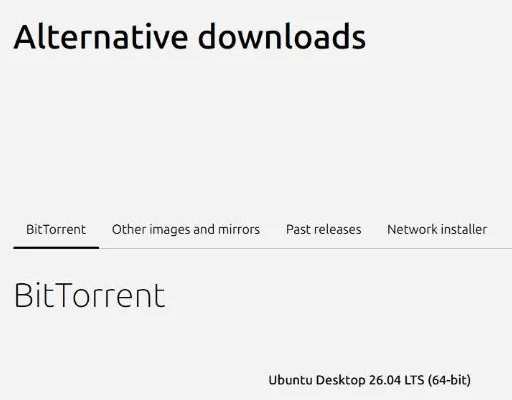 Alternative downloads
BitTorrent Other images and mirrors Past releases Network installer
BitTorrent
Ubuntu Desktop 26.04 LTS (64-bit)